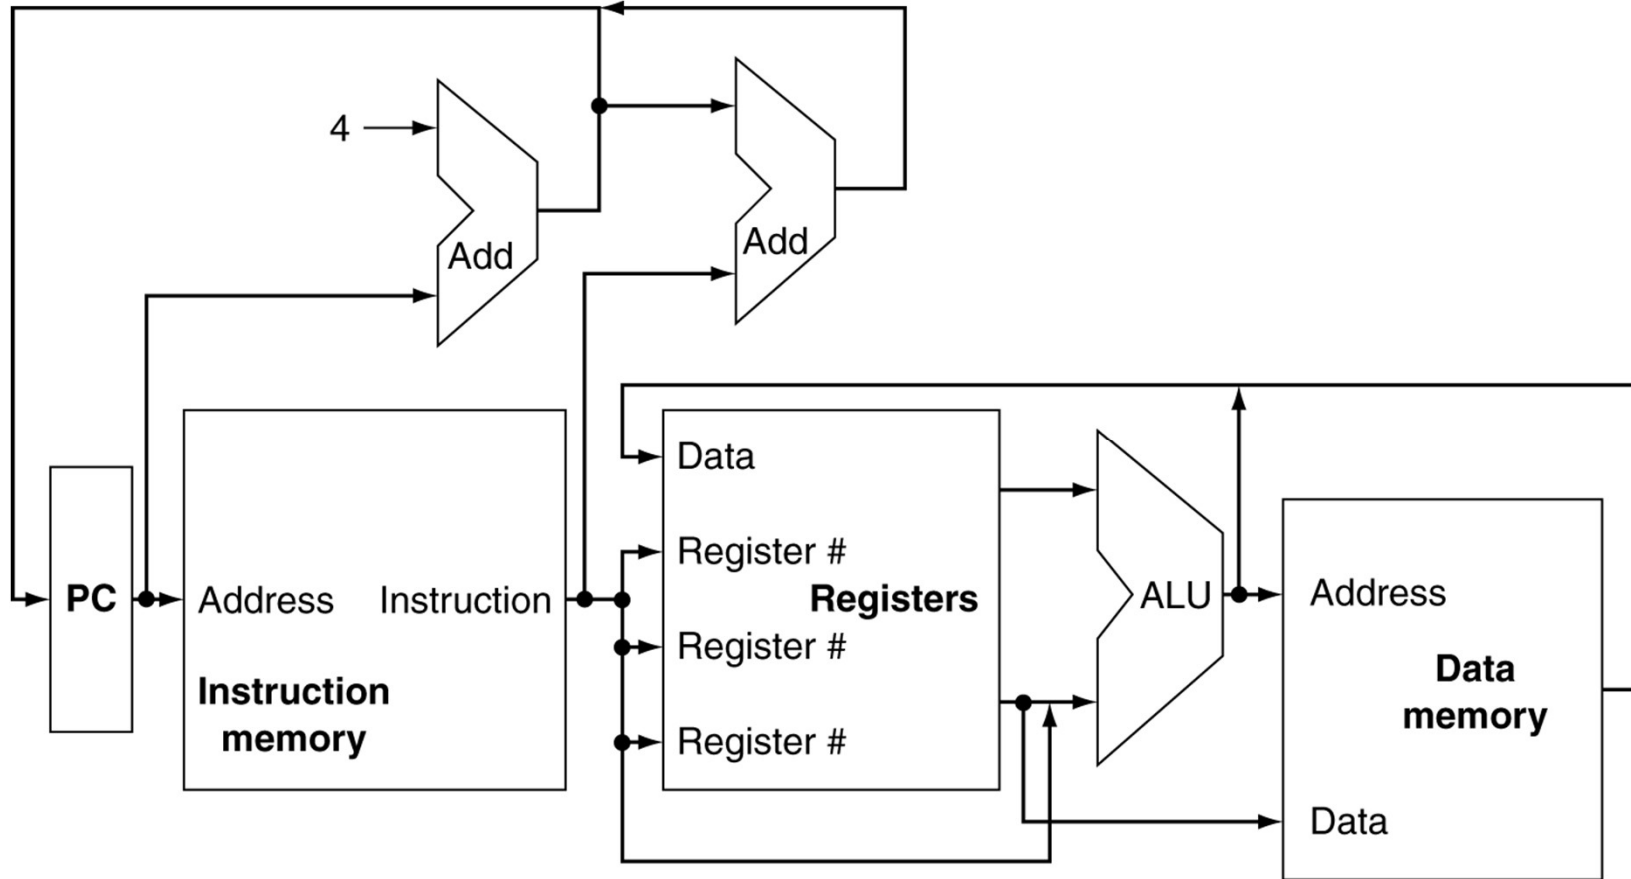 4
Add
Add
Data
Register #
PC
Address
Instruction
Registers
ALU
Address
Register #
Instruction
memory
Data
memory
Register #
Data